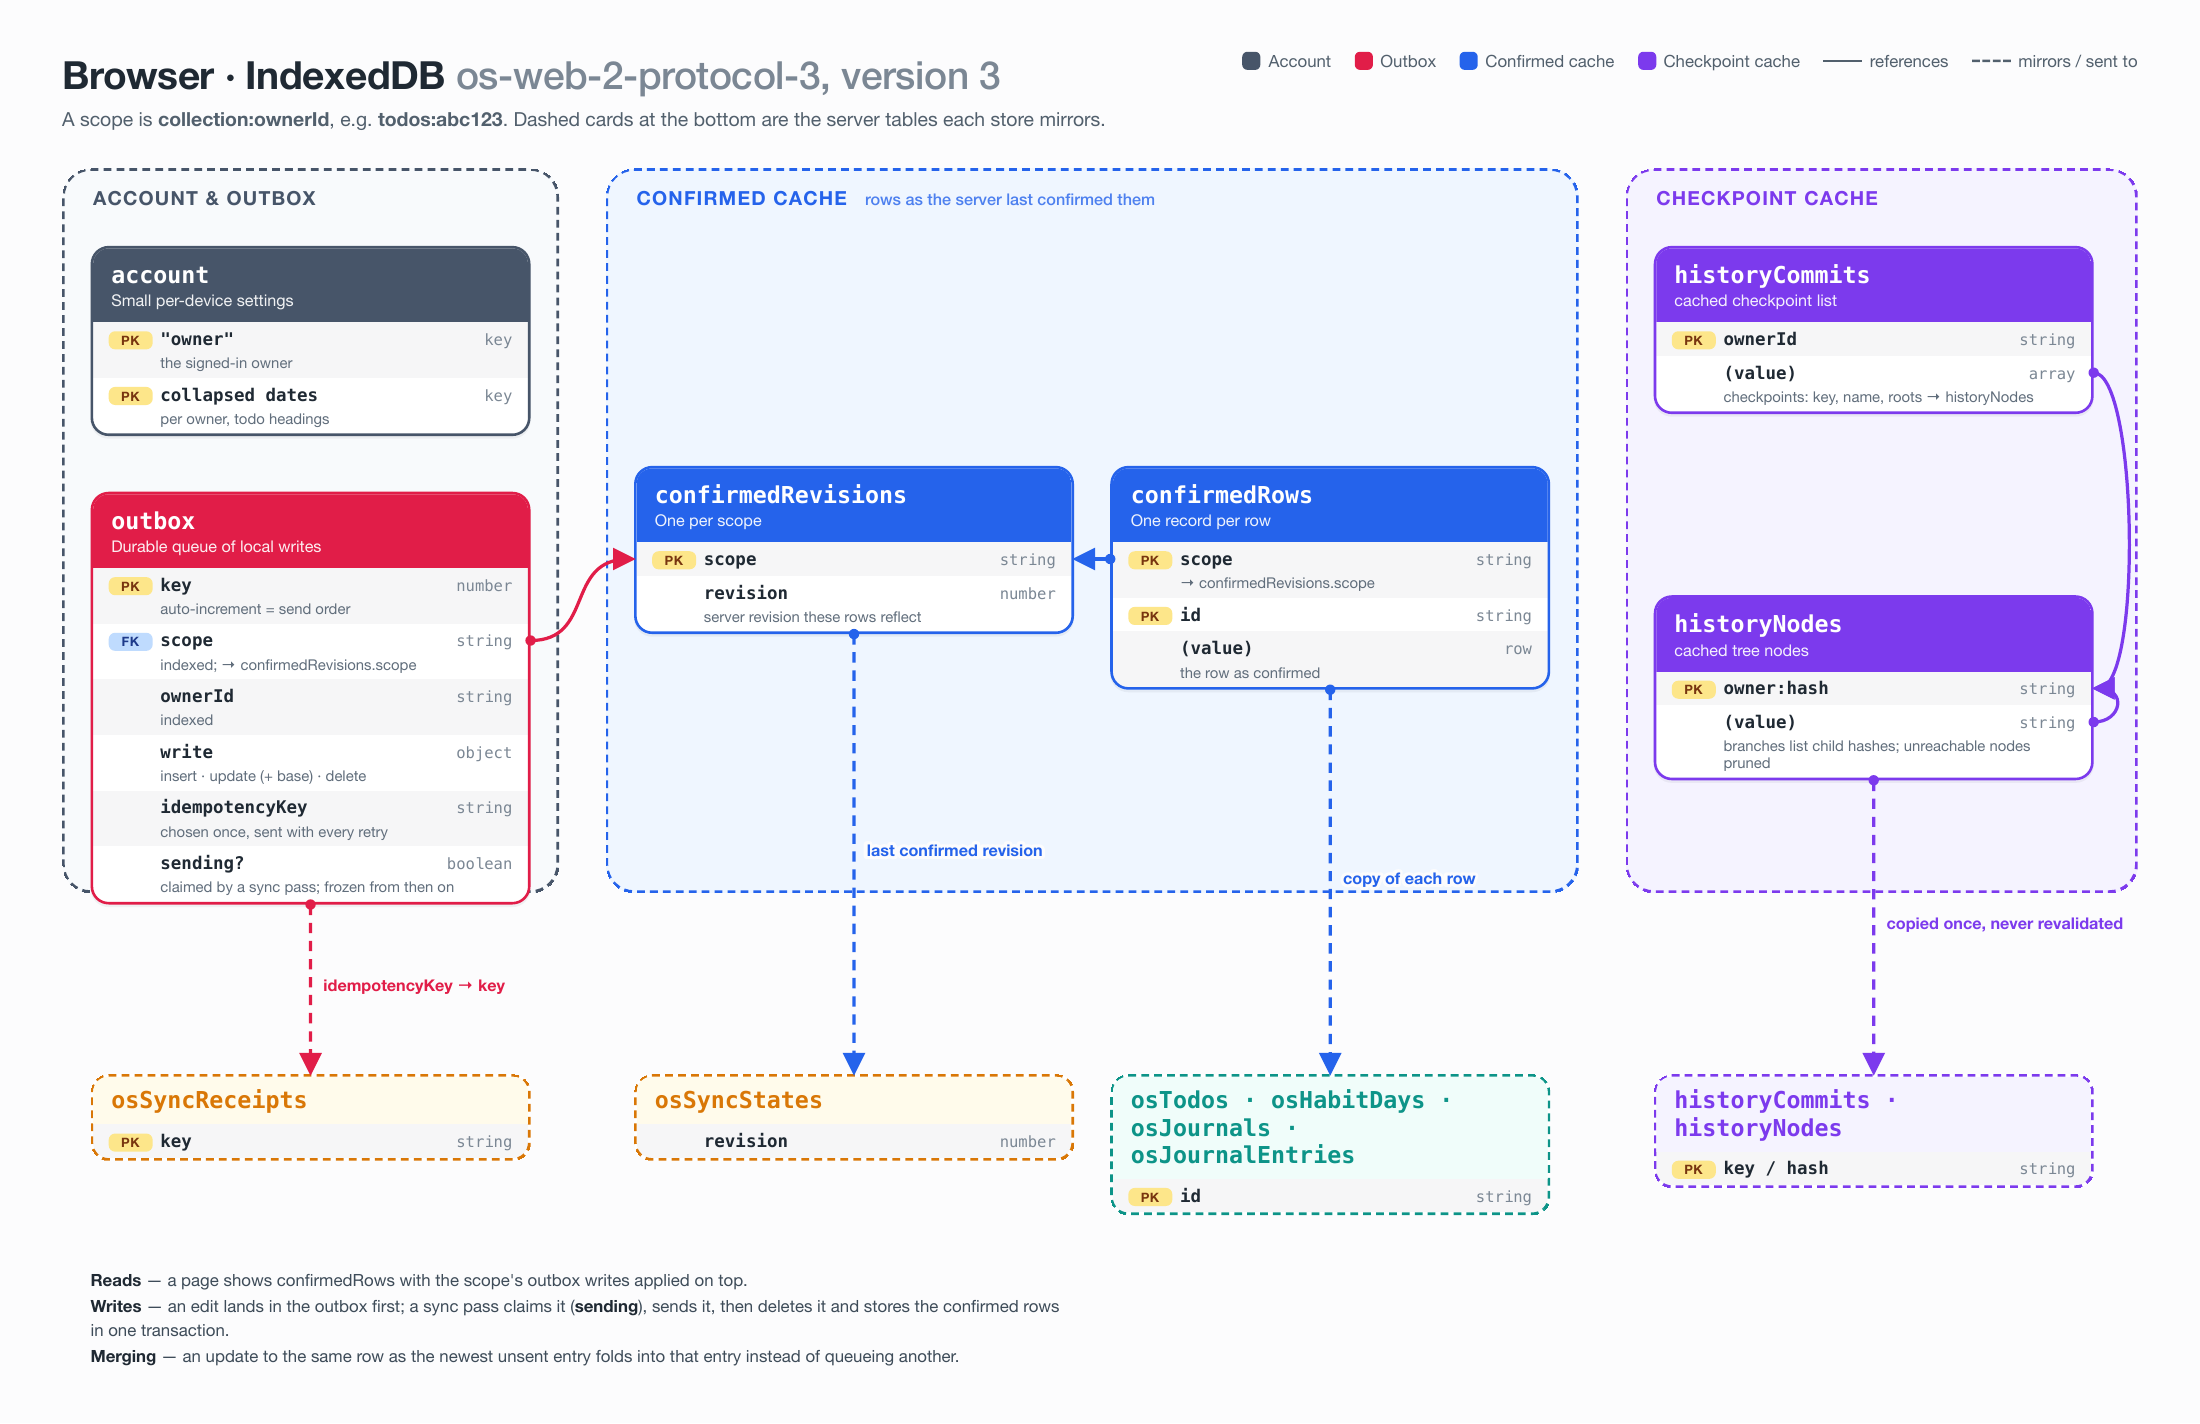 Browser · IndexedDB os-web-2-protocol-3, version 3
A scope is collection:ownerId, e.g. todos:abc123. Dashed cards at the bottom are the server tables each store mirrors.
Account
Outbox
Confirmed cache
Checkpoint cache
references
mirrors / sent to
ACCOUNT & OUTBOX
account
Small per-device settings
PK "owner" key
the signed-in owner
PK collapsed dates key
per owner, todo headings
outbox
Durable queue of local writes
PK key number
auto-increment = send order
FK scope string
indexed; → confirmedRevisions.scope
ownerId string
indexed
write object
insert · update (+ base) · delete
idempotencyKey string
chosen once, sent with every retry
sending? boolean
claimed by a sync pass; frozen from then on
idempotencyKey → key
osSyncReceipts
PK key string
CONFIRMED CACHE rows as the server last confirmed them
confirmedRevisions
One per scope
PK scope string
revision number
server revision these rows reflect
last confirmed revision
osSyncStates
revision number
confirmedRows
One record per row
PK scope string
→ confirmedRevisions.scope
PK id string
(value) row
the row as confirmed
copy of each row
osTodos · osHabitDays ·
osJournals ·
osJournalEntries
PK id string
CHECKPOINT CACHE
historyCommits
cached checkpoint list
PK ownerId string
(value) array
checkpoints: key, name, roots → historyNodes
historyNodes
cached tree nodes
PK owner:hash string
(value) string
branches list child hashes; unreachable nodes
pruned
copied once, never revalidated
historyCommits ·
historyNodes
PK key / hash string
Reads — a page shows confirmedRows with the scope's outbox writes applied on top.
Writes — an edit lands in the outbox first; a sync pass claims it (sending), sends it, then deletes it and stores the confirmed rows
in one transaction.
Merging — an update to the same row as the newest unsent entry folds into that entry instead of queueing another.